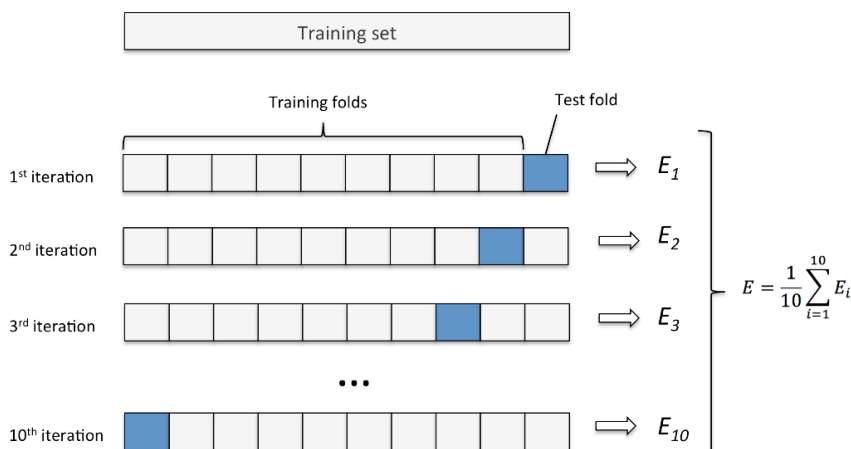 Training set
Training folds
Test fold
1st iteration
E1
2nd iteration
E2
3rd iteration
E3
E = 1/10 ∑_{i=1}^{10} Ei
...
10th iteration
E10